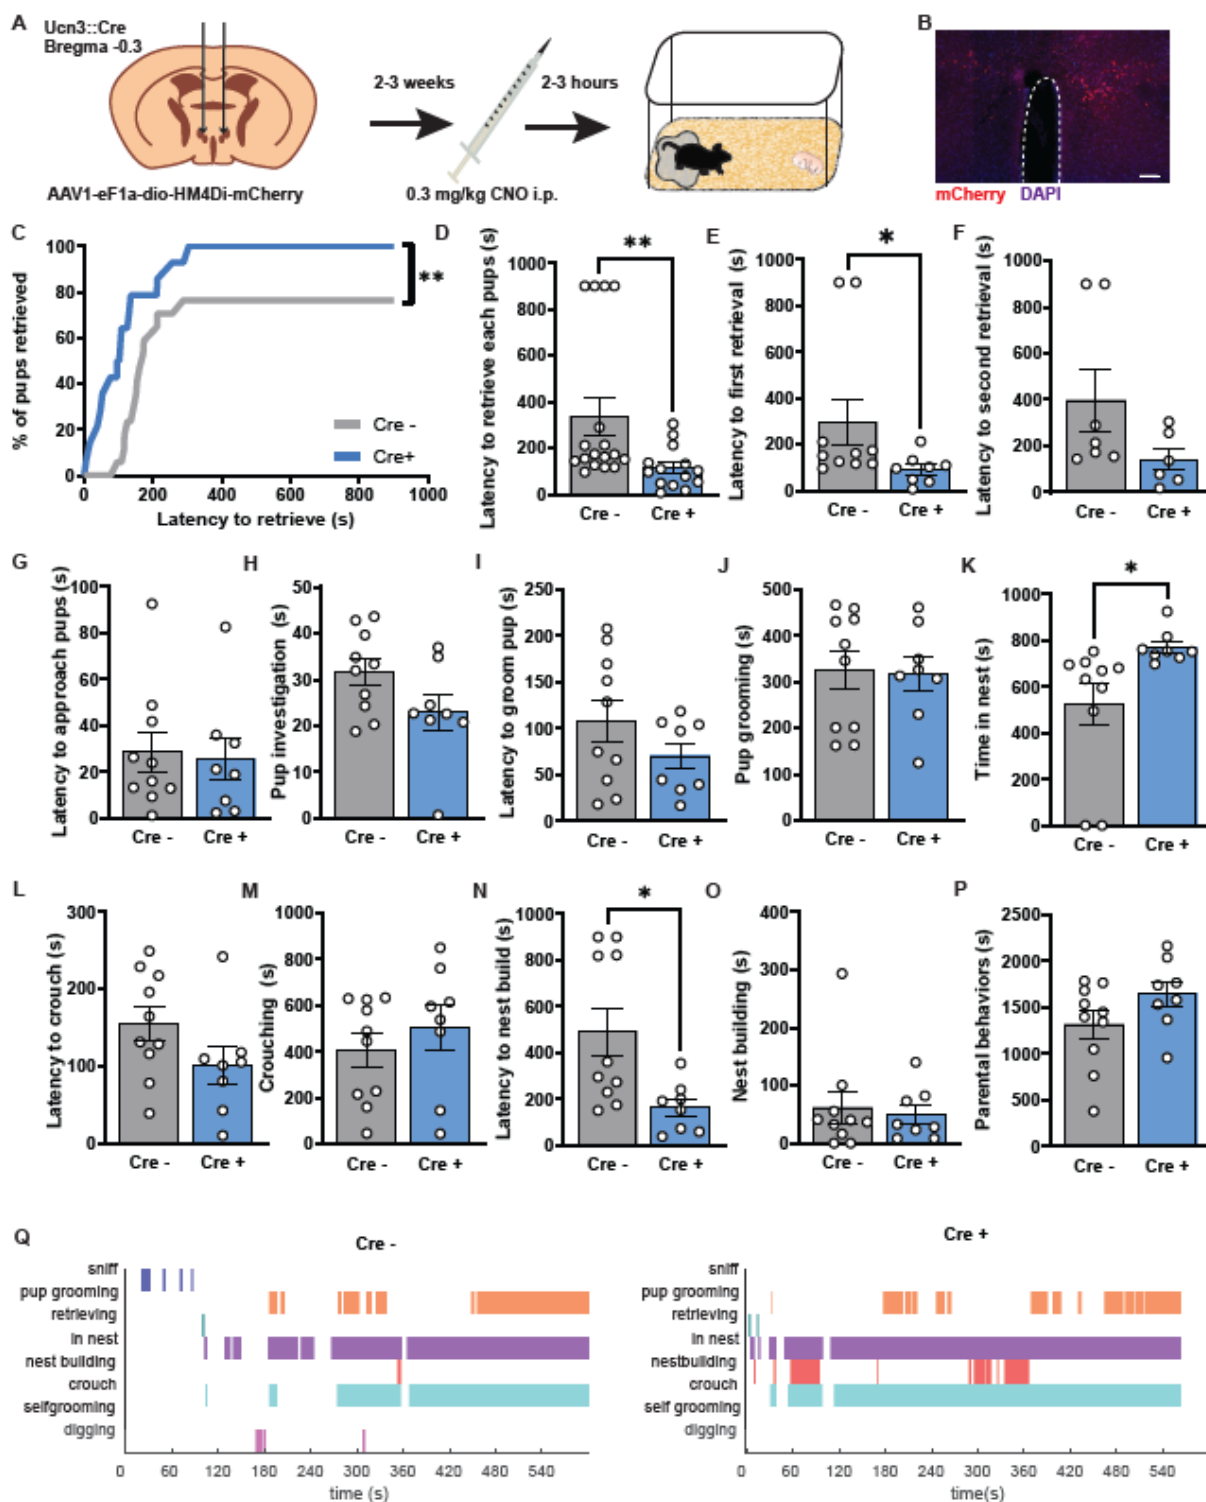 A
Ucn3::Cre
Bregma -0.3
2-3 weeks
2-3 hours
AAV1-eF1a-dio-HM4Di-mCherry
0.3 mg/kg CNO i.p.
B
mCherry DAPI
C
% of pups retrieved
100
80
60
40
20
0
0 200 400 600 800 1000
Latency to retrieve (s)
Cre -
Cre+
**
D
Latency to retrieve each pups (s)
1000
800
600
400
200
0
**
Cre - Cre +
E
Latency to first retrieval (s)
1000
800
600
400
200
0
*
Cre - Cre +
F
Latency to second retrieval (s)
1000
800
600
400
200
0
Cre - Cre +
G
Latency to approach pups (s)
100
80
60
40
20
0
Cre - Cre +
H
Pup investigation (s)
50
40
30
20
10
0
Cre - Cre +
I
Latency to groom pup (s)
250
200
150
100
50
0
Cre - Cre +
J
Pup grooming (s)
500
400
300
200
100
0
Cre - Cre +
K
Time in nest (s)
1000
800
600
400
200
0
*
Cre - Cre +
L
Latency to crouch (s)
300
200
100
0
Cre - Cre +
M
Crouching (s)
1000
800
600
400
200
0
Cre - Cre +
N
Latency to nest build (s)
1000
800
600
400
200
0
*
Cre - Cre +
O
Nest building (s)
400
300
200
100
0
Cre - Cre +
P
Parental behaviors (s)
2500
2000
1500
1000
500
0
Cre - Cre +
Q
Cre -
sniff
pup grooming
retrieving
in nest
nest building
crouch
selfgrooming
digging
0 60 120 180 240 300 360 420 480 540
time (s)
Cre +
sniff
pup grooming
retrieving
in nest
nestbuilding
crouch
self grooming
digging
0 60 120 180 240 300 360 420 480 540
time(s)